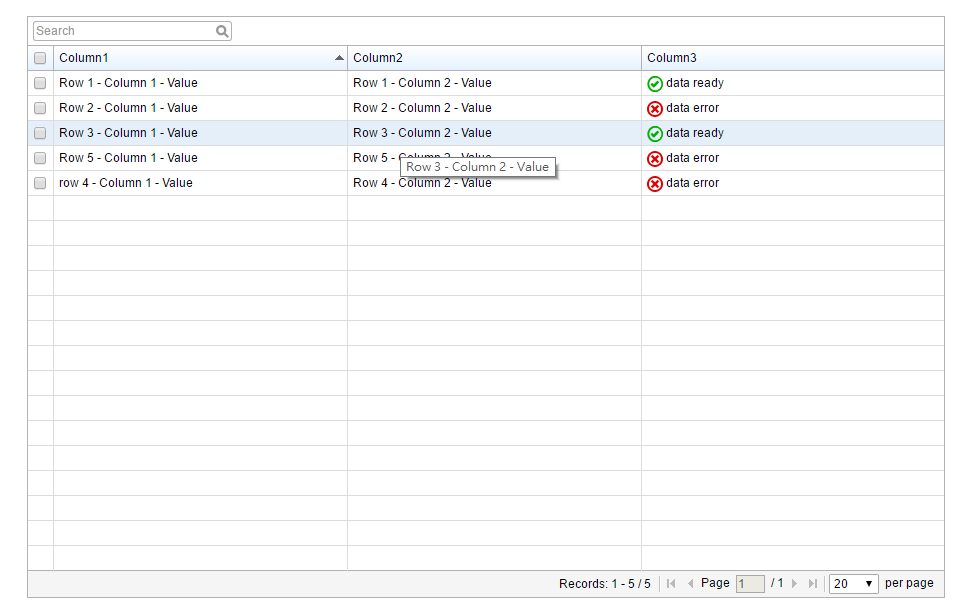 Search
Column1 Column2 Column3
Row 1 - Column 1 - Value Row 1 - Column 2 - Value data ready
Row 2 - Column 1 - Value Row 2 - Column 2 - Value data error
Row 3 - Column 1 - Value Row 3 - Column 2 - Value data ready
Row 5 - Column 1 - Value Row 5 - Column 2 - Value data error
Row 3 - Column 2 - Value
row 4 - Column 1 - Value Row 4 - Column 2 - Value data error
Records: 1 - 5 / 5 Page 1 / 1 20 per page